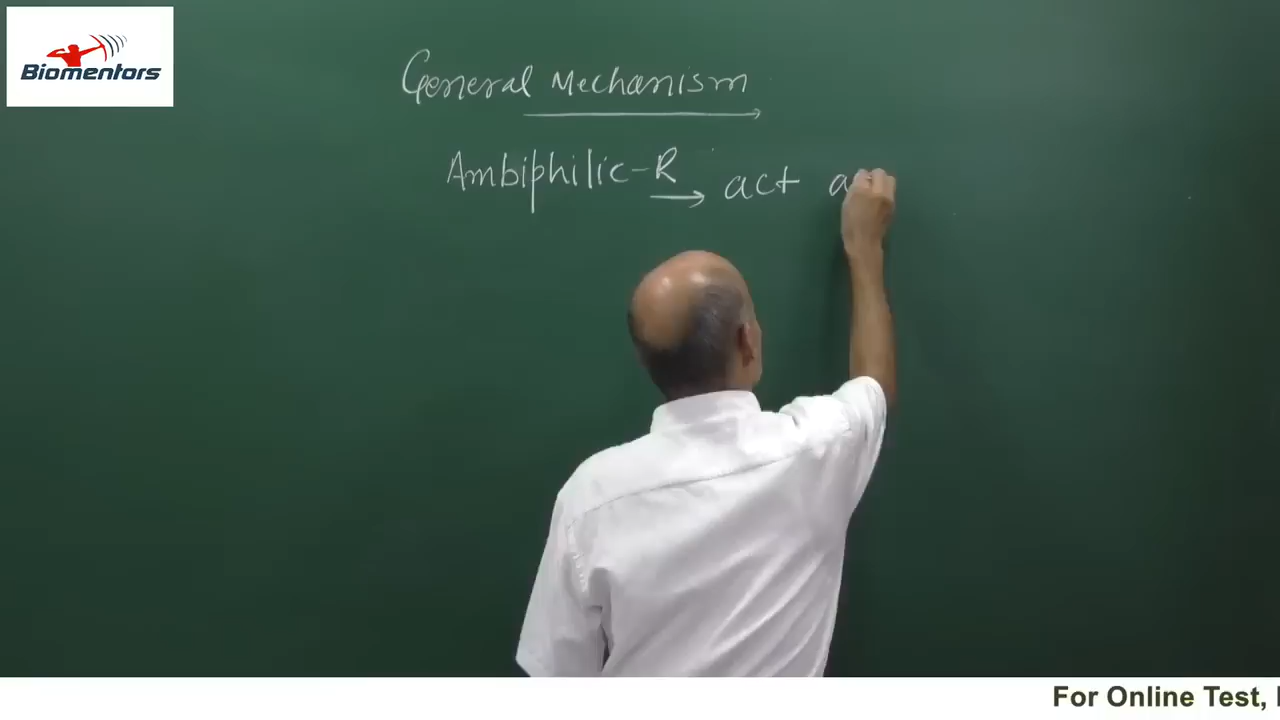 Biomentors
General Mechanism
Ambiphilic-R → act
For Online Test,